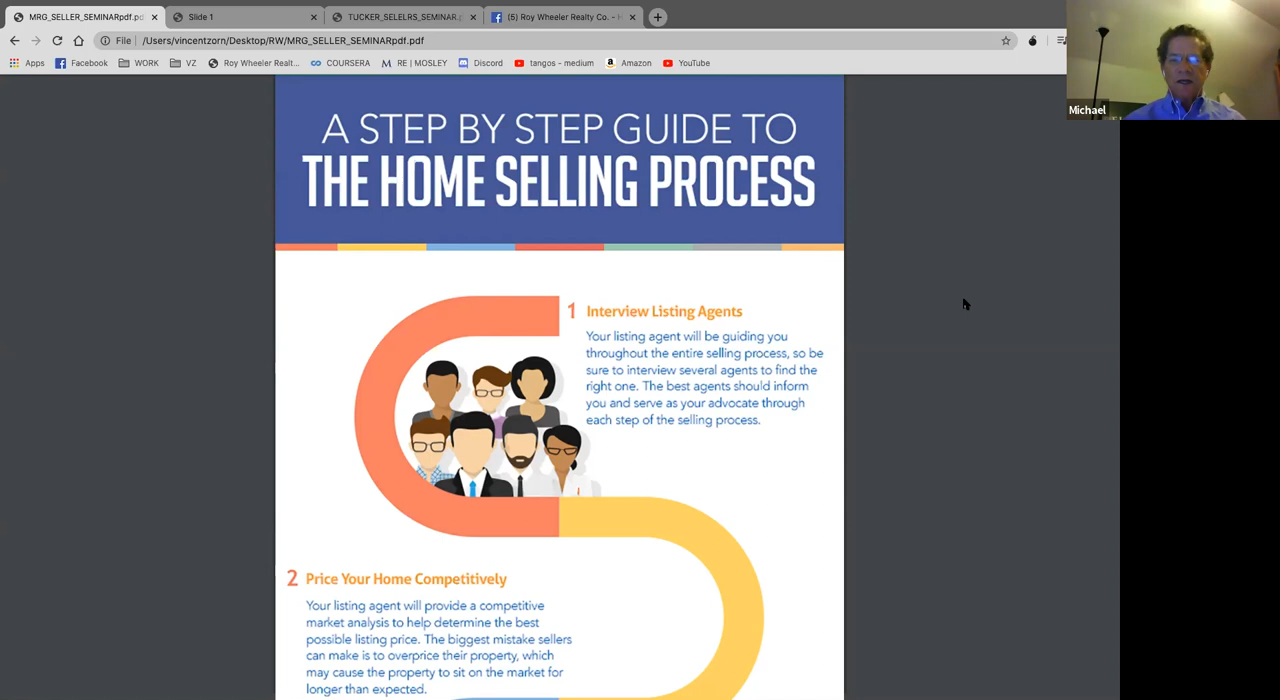 MRG_SELLER_SEMINARpdf.pd
Slide 1
TUCKER_SELELRS_SEMINAR.
(5) Roy Wheeler Realty Co. -
File /Users/vincentzorn/Desktop/RW/MRG_SELLER_SEMINARpdf.pdf
Apps Facebook WORK VZ Roy Wheeler Realt... COURSERA RE | MOSLEY Discord tangos - medium Amazon YouTube
Michael
A STEP BY STEP GUIDE TO
THE HOME SELLING PROCESS
1 Interview Listing Agents
Your listing agent will be guiding you
throughout the entire selling process, so be
sure to interview several agents to find the
right one. The best agents should inform
you and serve as your advocate through
each step of the selling process.
2 Price Your Home Competitively
Your listing agent will provide a competitive
market analysis to help determine the best
possible listing price. The biggest mistake sellers
can make is to overprice their property, which
may cause the property to sit on the market for
longer than expected.